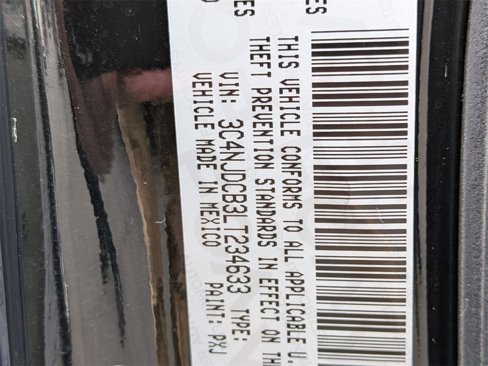 ES
THIS VEHICLE CONFORMS TO ALL APPLICABLE U.
THEFT PREVENTION STANDARDS IN EFFECT ON TH
VIN: 3C4NJDCB3LT234633 TYPE:
VEHICLE MADE IN MEXICO PAINT: PXJ